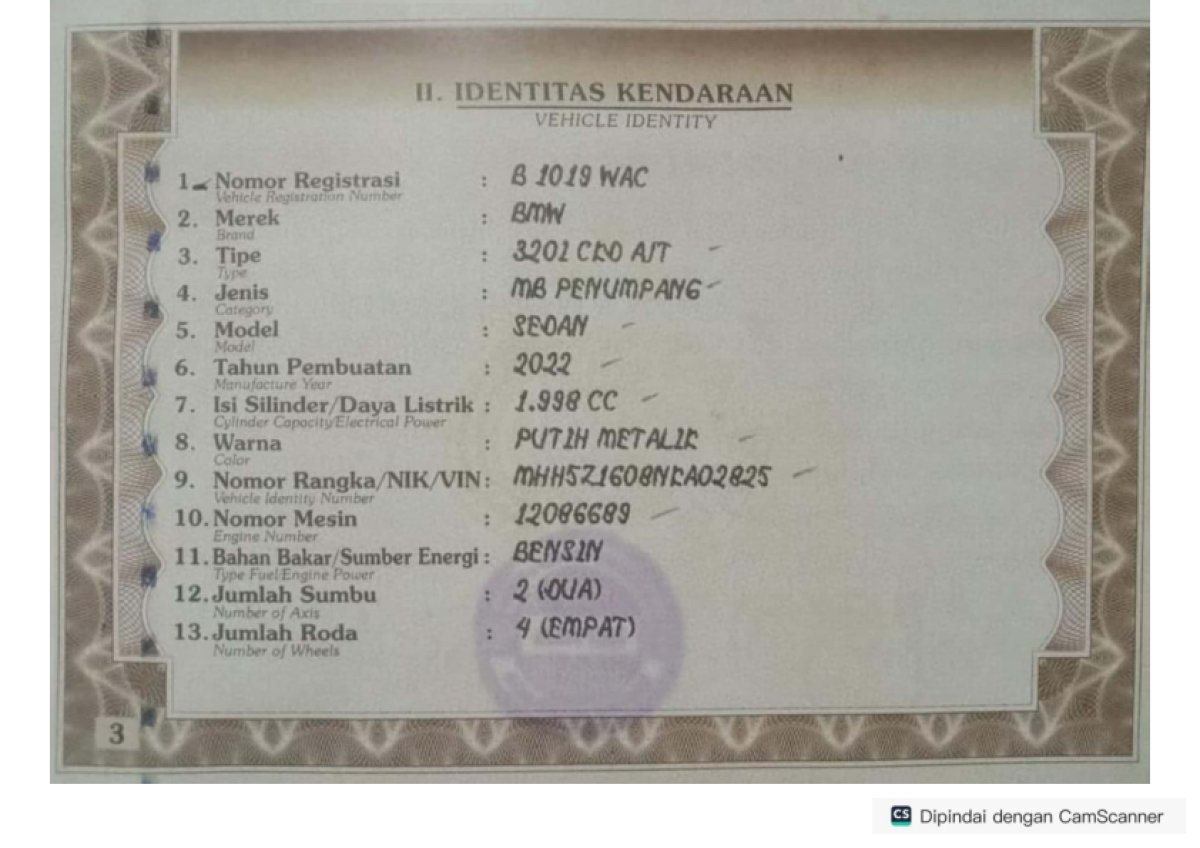 II. IDENTITAS KENDARAAN
VEHICLE IDENTITY
1. Nomor Registrasi : B 1019 WAC
Vehicle Registration Number
2. Merek : BMW
Brand
3. Tipe : 320I CKD A/T
Type
4. Jenis : MB PENUMPANG
Category
5. Model : SEDAN
Model
6. Tahun Pembuatan : 2022
Manufacture Year
7. Isi Silinder/Daya Listrik : 1.998 CC
Cylinder Capacity/Electrical Power
8. Warna : PUTIH METALIK
Color
9. Nomor Rangka/NIK/VIN : MHH5Z1608NKA02825
Vehicle Identity Number
10. Nomor Mesin : 12086689
Engine Number
11. Bahan Bakar/Sumber Energi : BENSIN
Type Fuel/Engine Power
12. Jumlah Sumbu : 2 (DUA)
Number of Axis
13. Jumlah Roda : 4 (EMPAT)
Number of Wheels
3
CS Dipindai dengan CamScanner